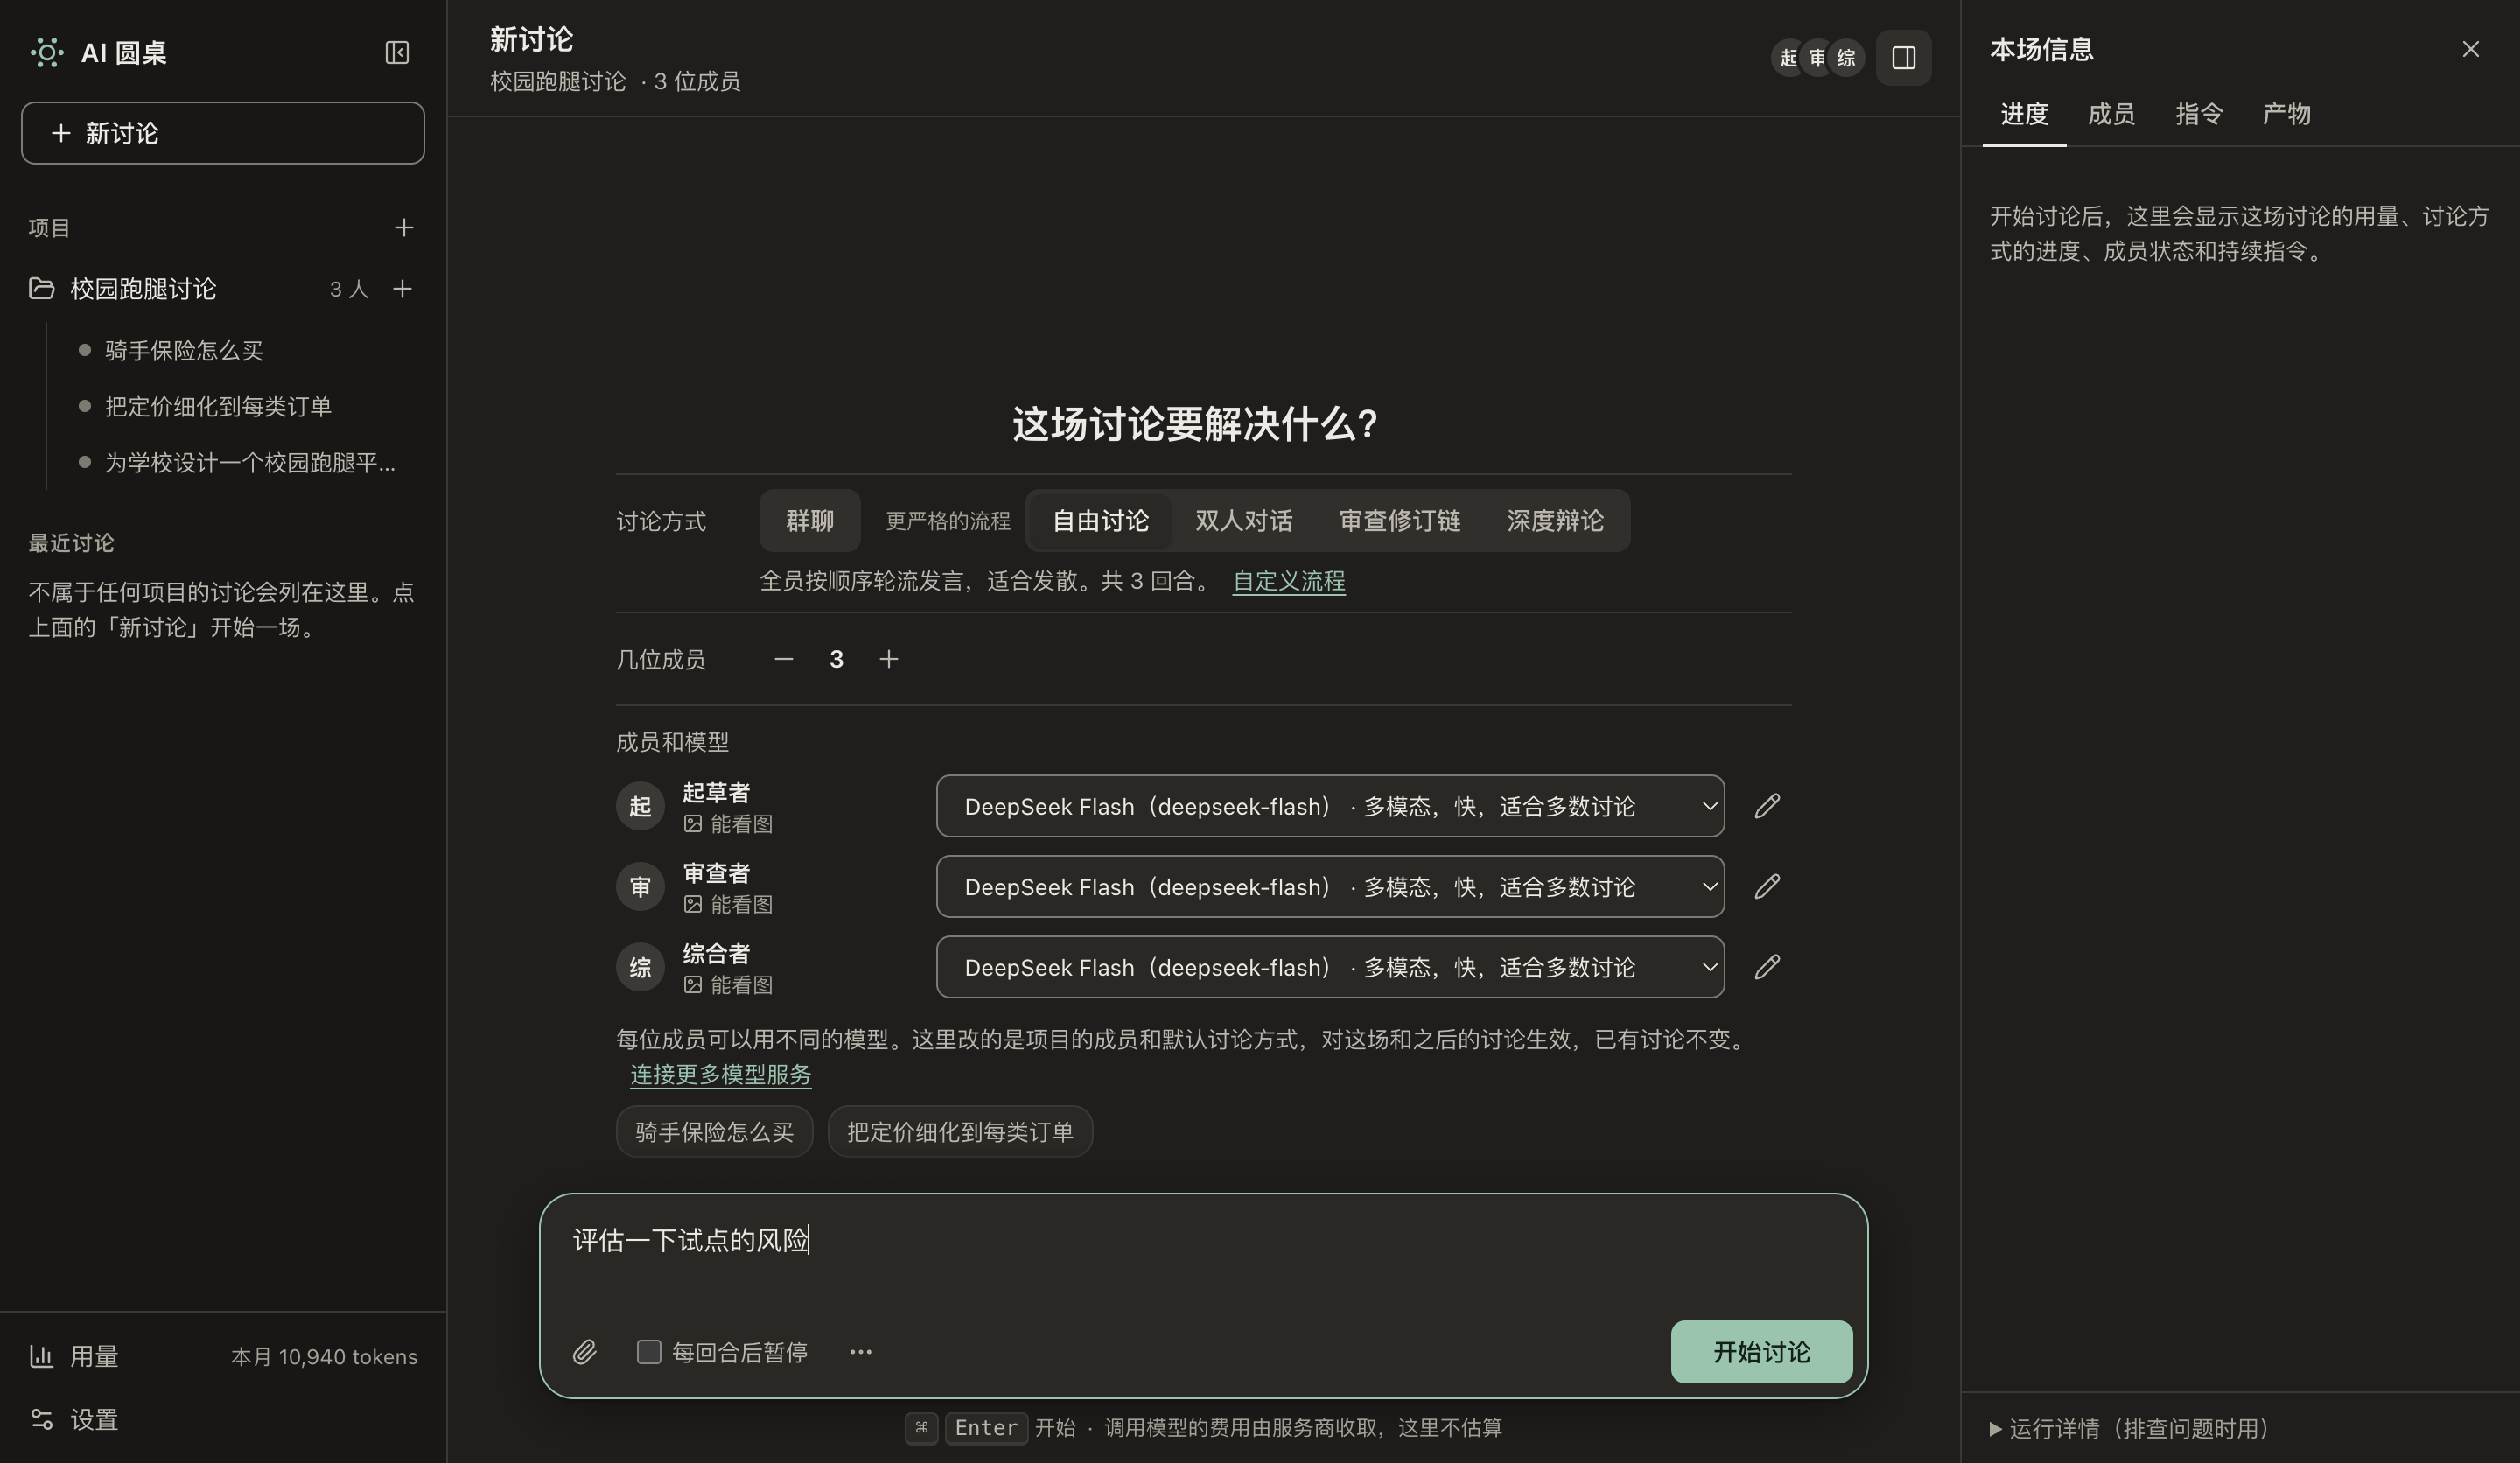 AI 圆桌
新讨论
项目
校园跑腿讨论 3 人
骑手保险怎么买
把定价细化到每类订单
为学校设计一个校园跑腿平...
最近讨论
不属于任何项目的讨论会列在这里。点
上面的「新讨论」开始一场。
用量 本月 10,940 tokens
设置
新讨论
校园跑腿讨论 · 3 位成员
起 审 综
这场讨论要解决什么?
讨论方式 群聊 更严格的流程 自由讨论 双人对话 审查修订链 深度辩论
全员按顺序轮流发言，适合发散。共 3 回合。 自定义流程
几位成员 3
成员和模型
起 起草者
能看图
DeepSeek Flash（deepseek-flash） · 多模态，快，适合多数讨论
审 审查者
能看图
DeepSeek Flash（deepseek-flash） · 多模态，快，适合多数讨论
综 综合者
能看图
DeepSeek Flash（deepseek-flash） · 多模态，快，适合多数讨论
每位成员可以用不同的模型。这里改的是项目的成员和默认讨论方式，对这场和之后的讨论生效，已有讨论不变。
连接更多模型服务
骑手保险怎么买 把定价细化到每类订单
评估一下试点的风险
每回合后暂停 ··· 开始讨论
⌘ Enter 开始 · 调用模型的费用由服务商收取，这里不估算
本场信息
进度 成员 指令 产物
开始讨论后，这里会显示这场讨论的用量、讨论方
式的进度、成员状态和持续指令。
运行详情（排查问题时用）